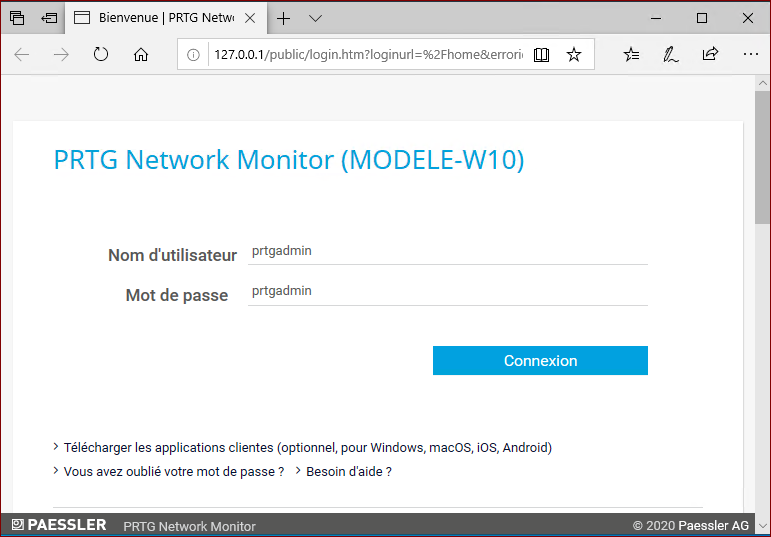 Bienvenue | PRTG Netwo
127.0.0.1/public/login.htm?loginurl=%2Fhome&errori
PRTG Network Monitor (MODELE-W10)
Nom d'utilisateur prtgadmin
Mot de passe prtgadmin
Connexion
> Télécharger les applications clientes (optionnel, pour Windows, macOS, iOS, Android)
> Vous avez oublié votre mot de passe ? > Besoin d'aide ?
PAESSLER PRTG Network Monitor © 2020 Paessler AG